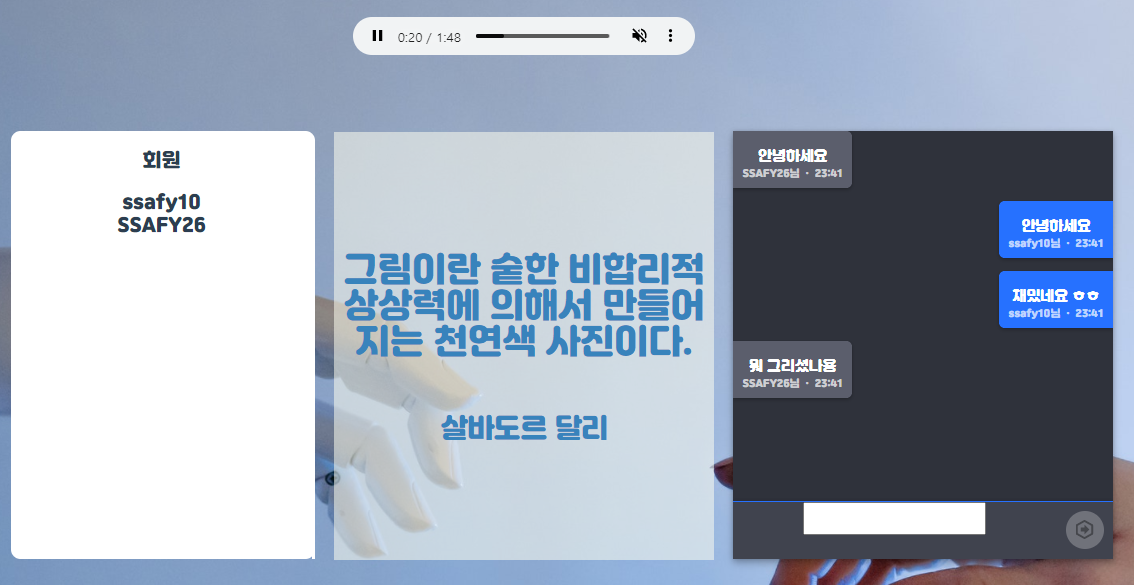 0:20 / 1:48
회원
ssafy10
SSAFY26
그림이란 숱한 비합리적
상상력에 의해서 만들어
지는 천연색 사진이다.
살바도르 달리
안녕하세요
SSAFY26님 · 23:41
안녕하세요
ssafy10님 · 23:41
재밌네요 ㅎㅎ
ssafy10님 · 23:41
뭐 그리셨나용
SSAFY26님 · 23:41